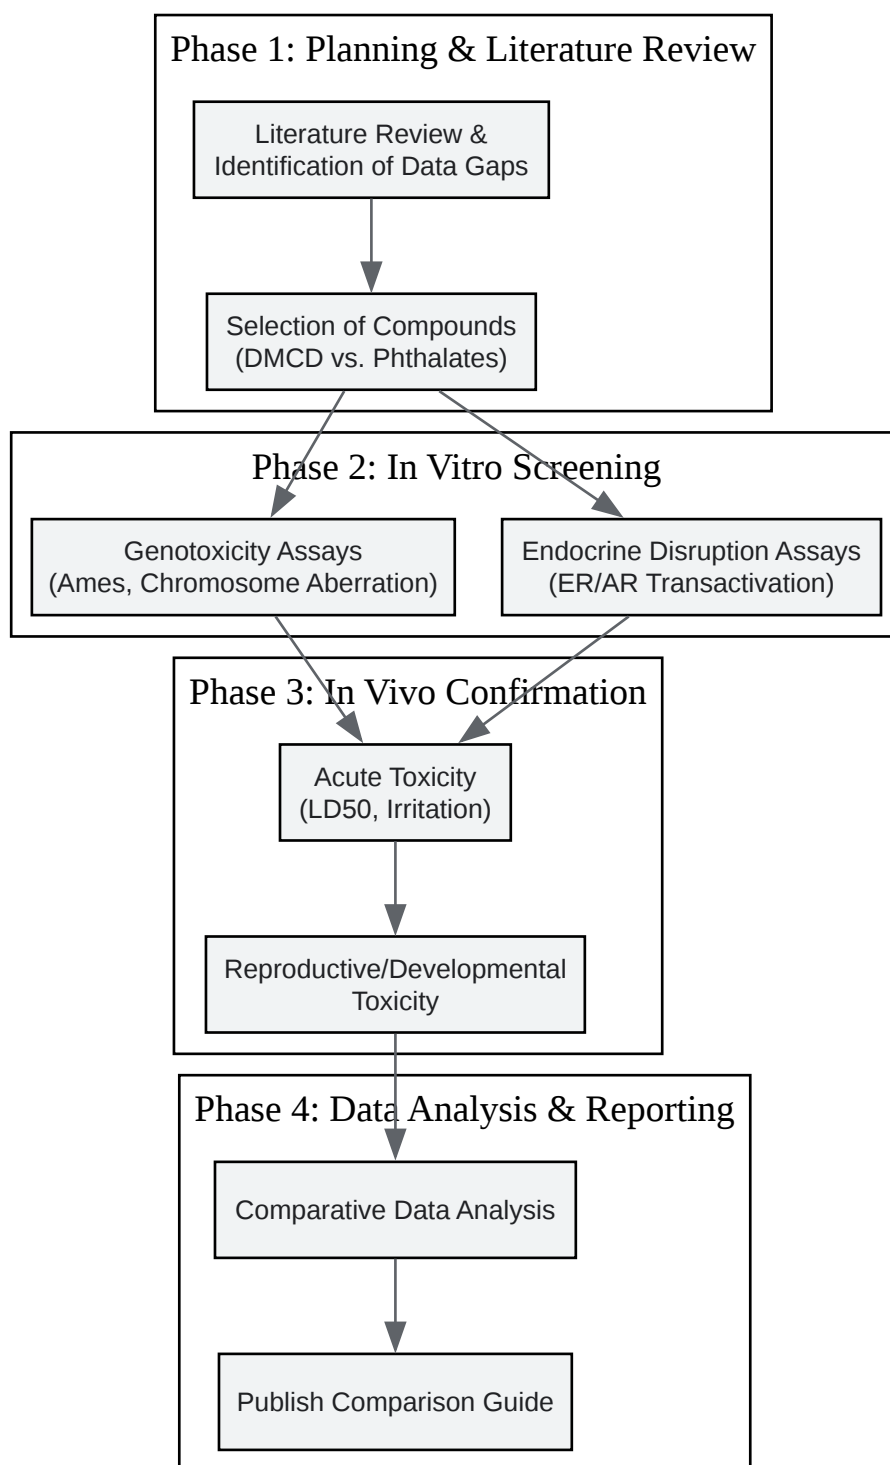 Phase 1: Planning & Literature Review
Literature Review &
Identification of Data Gaps
Selection of Compounds
(DMCD vs. Phthalates)
Phase 2: In Vitro Screening
Genotoxicity Assays
(Ames, Chromosome Aberration)
Endocrine Disruption Assays
(ER/AR Transactivation)
Phase 3: In Vivo Confirmation
Acute Toxicity
(LD50, Irritation)
Reproductive/Developmental
Toxicity
Phase 4: Data Analysis & Reporting
Comparative Data Analysis
Publish Comparison Guide